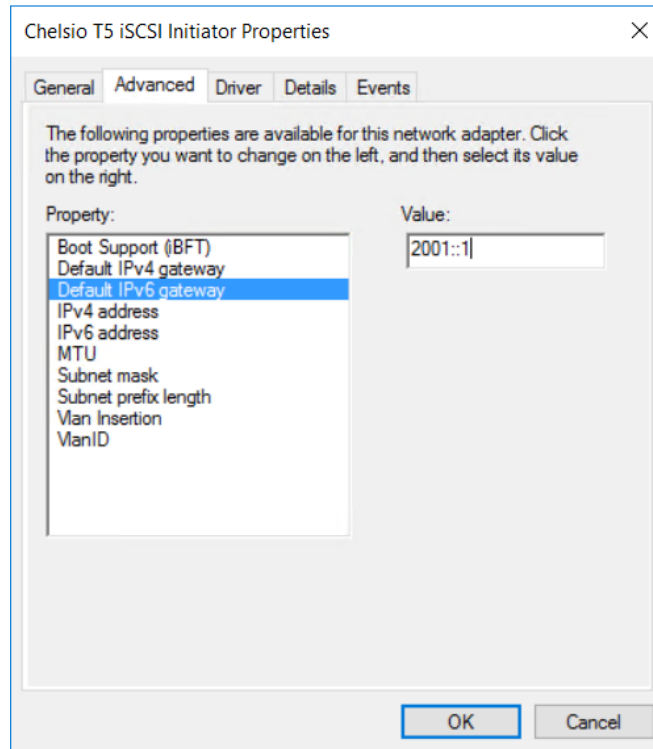 Chelsio T5 iSCSI Initiator Properties
General Advanced Driver Details Events
The following properties are available for this network adapter. Click
the property you want to change on the left, and then select its value
on the right.
Property:
Value:
Boot Support (iBFT)
Default IPv4 gateway
Default IPv6 gateway
IPv4 address
IPv6 address
MTU
Subnet mask
Subnet prefix length
Vlan Insertion
VlanID
2001::1
OK Cancel